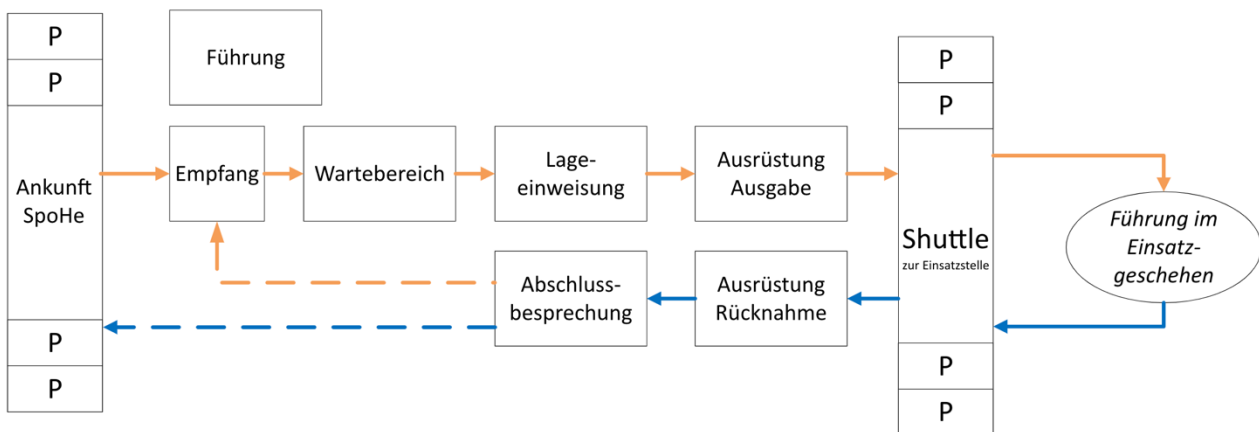 P
P
Ankunft
SpoHe
P
P
Führung
Empfang
Wartebereich
Lage-
einweisung
Ausrüstung
Ausgabe
Abschluss-
besprechung
Ausrüstung
Rücknahme
P
P
Shuttle
zur Einsatzstelle
P
P
Führung im
Einsatz-
geschehen